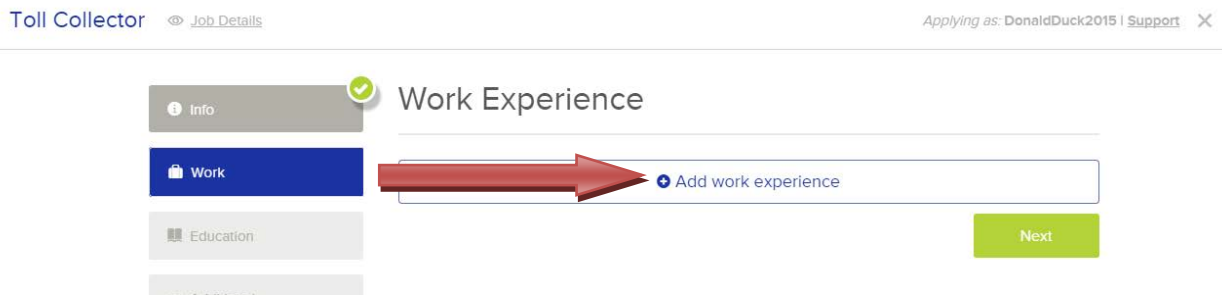 Toll Collector Job Details Applying as: DonaldDuck2015 | Support
Info
Work Experience
Work
Add work experience
Education
Next